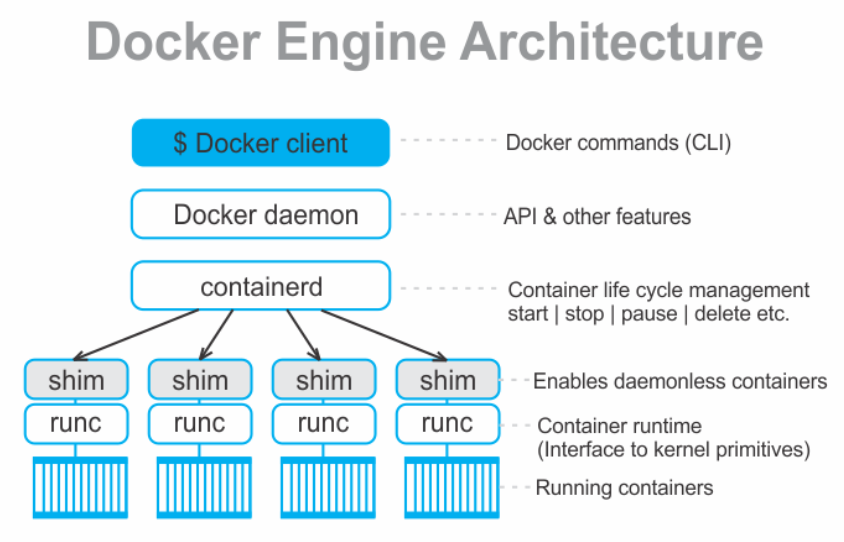 Docker Engine Architecture
$ Docker client
Docker commands (CLI)
Docker daemon
API & other features
containerd
Container life cycle management
start | stop | pause | delete etc.
shim shim shim shim
Enables daemonless containers
runc runc runc runc
Container runtime
(Interface to kernel primitives)
Running containers